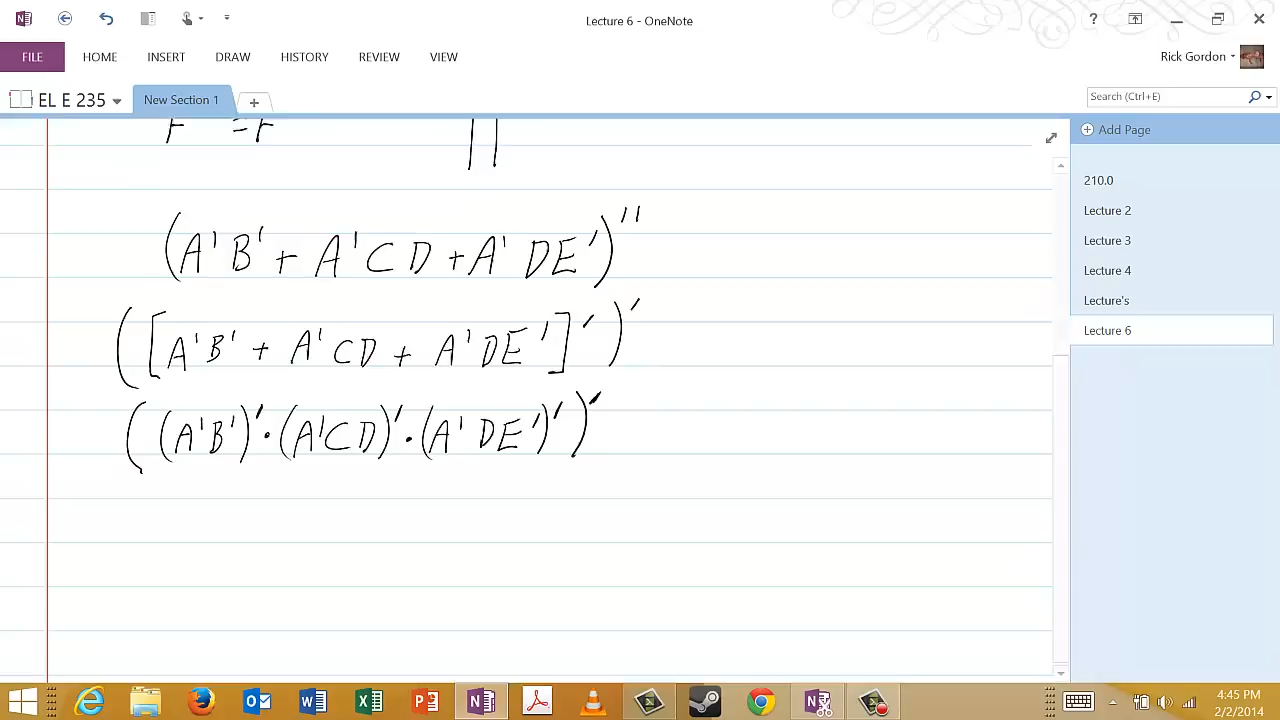 Lecture 6 - OneNote
?
FILE HOME INSERT DRAW HISTORY REVIEW VIEW
Rick Gordon
EL E 235
New Section 1
Search (Ctrl+E)
Add Page
210.0
Lecture 2
Lecture 3
Lecture 4
Lecture's
Lecture 6
(A'B' + A'CD + A'DE')''
([A'B' + A'CD + A'DE']')'
((A'B')'·(A'CD)'·(A'DE')')'
4:45 PM
2/2/2014